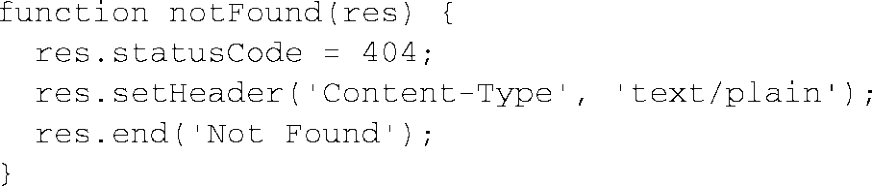 function notFound(res) {
  res.statusCode = 404;
  res.setHeader('Content-Type', 'text/plain');
  res.end('Not Found');
}